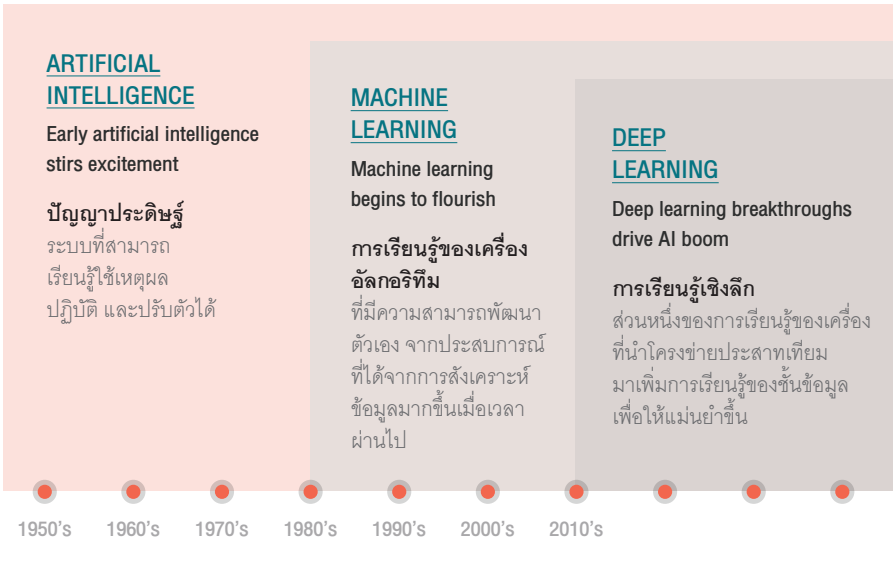 ARTIFICIAL
INTELLIGENCE
Early artificial intelligence
stirs excitement
ปัญญาประดิษฐ์
ระบบที่สามารถ
เรียนรู้ใช้เหตุผล
ปฏิบัติ และปรับตัวได้
MACHINE
LEARNING
Machine learning
begins to flourish
การเรียนรู้ของเครื่อง
อัลกอริทึม
ที่มีความสามารถพัฒนา
ตัวเอง จากประสบการณ์
ที่ได้จากการสังเคราะห์
ข้อมูลมากขึ้นเมื่อเวลา
ผ่านไป
DEEP
LEARNING
Deep learning breakthroughs
drive AI boom
การเรียนรู้เชิงลึก
ส่วนหนึ่งของการเรียนรู้ของเครื่อง
ที่นำโครงข่ายประสาทเทียม
มาเพิ่มการเรียนรู้ของชั้นข้อมูล
เพื่อให้แม่นยำขึ้น
1950's 1960's 1970's 1980's 1990's 2000's 2010's